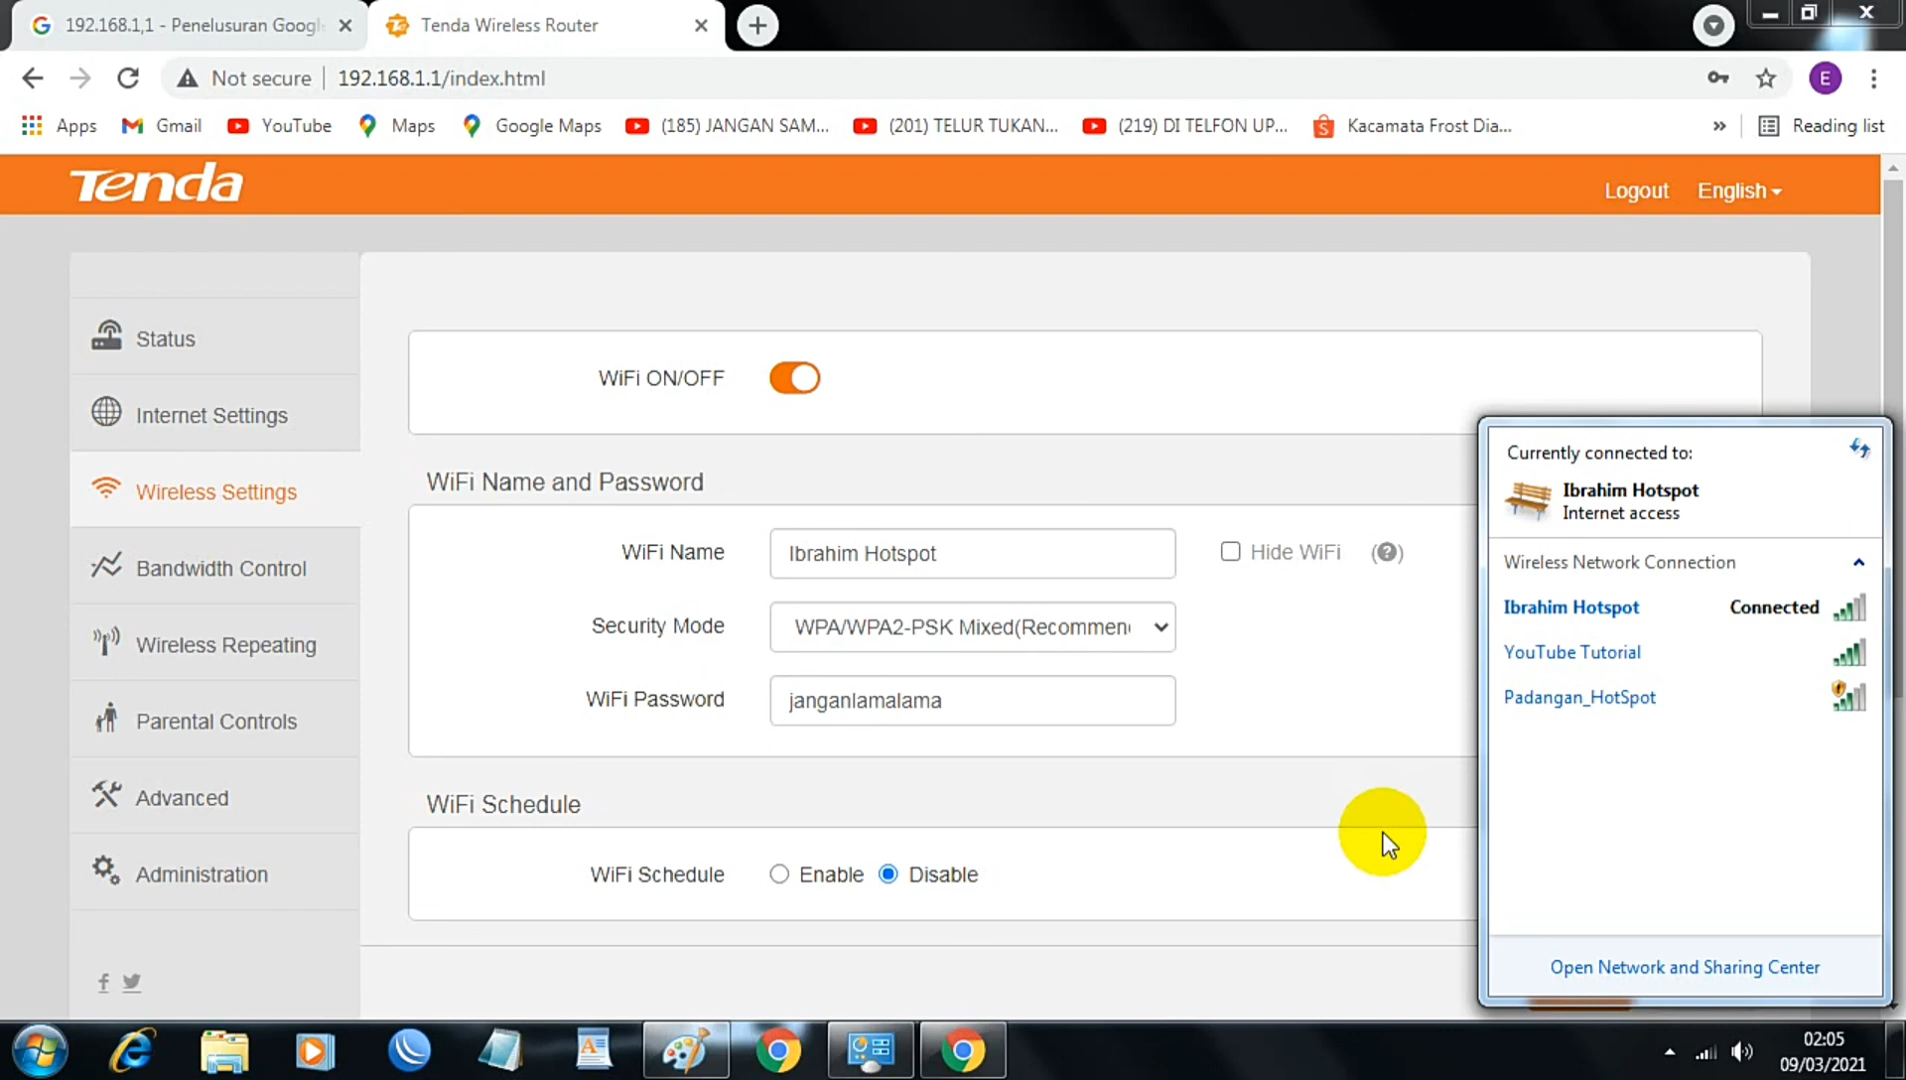 192.168.1,1 - Penelusuran Googl
Tenda Wireless Router
Not secure
192.168.1.1/index.html
E
Apps
Gmail
YouTube
Maps
Google Maps
(185) JANGAN SAM...
(201) TELUR TUKAN...
(219) DI TELFON UP...
Kacamata Frost Dia...
»
Reading list
Tenda
Logout
English
Status
Internet Settings
Wireless Settings
Bandwidth Control
Wireless Repeating
Parental Controls
Advanced
Administration
WiFi ON/OFF
WiFi Name and Password
WiFi Name
Ibrahim Hotspot
Hide WiFi
(?)
Security Mode
WPA/WPA2-PSK Mixed(Recommen
WiFi Password
janganlamalama
WiFi Schedule
WiFi Schedule
Enable
Disable
Currently connected to:
Ibrahim Hotspot
Internet access
Wireless Network Connection
Ibrahim Hotspot
Connected
YouTube Tutorial
Padangan_HotSpot
Open Network and Sharing Center
02:05
09/03/2021